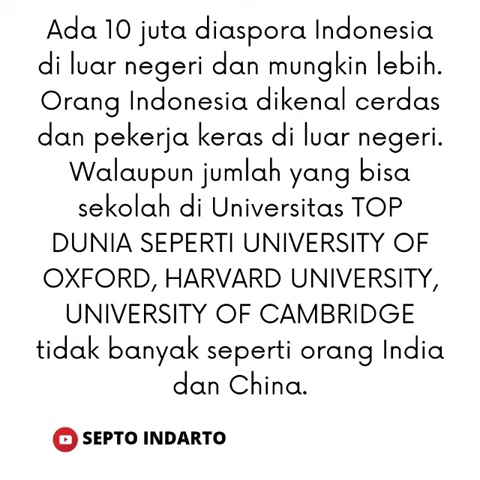 Ada 10 juta diaspora Indonesia
di luar negeri dan mungkin lebih.
Orang Indonesia dikenal cerdas
dan pekerja keras di luar negeri.
Walaupun jumlah yang bisa
sekolah di Universitas TOP
DUNIA SEPERTI UNIVERSITY OF
OXFORD, HARVARD UNIVERSITY,
UNIVERSITY OF CAMBRIDGE
tidak banyak seperti orang India
dan China.
SEPTO INDARTO